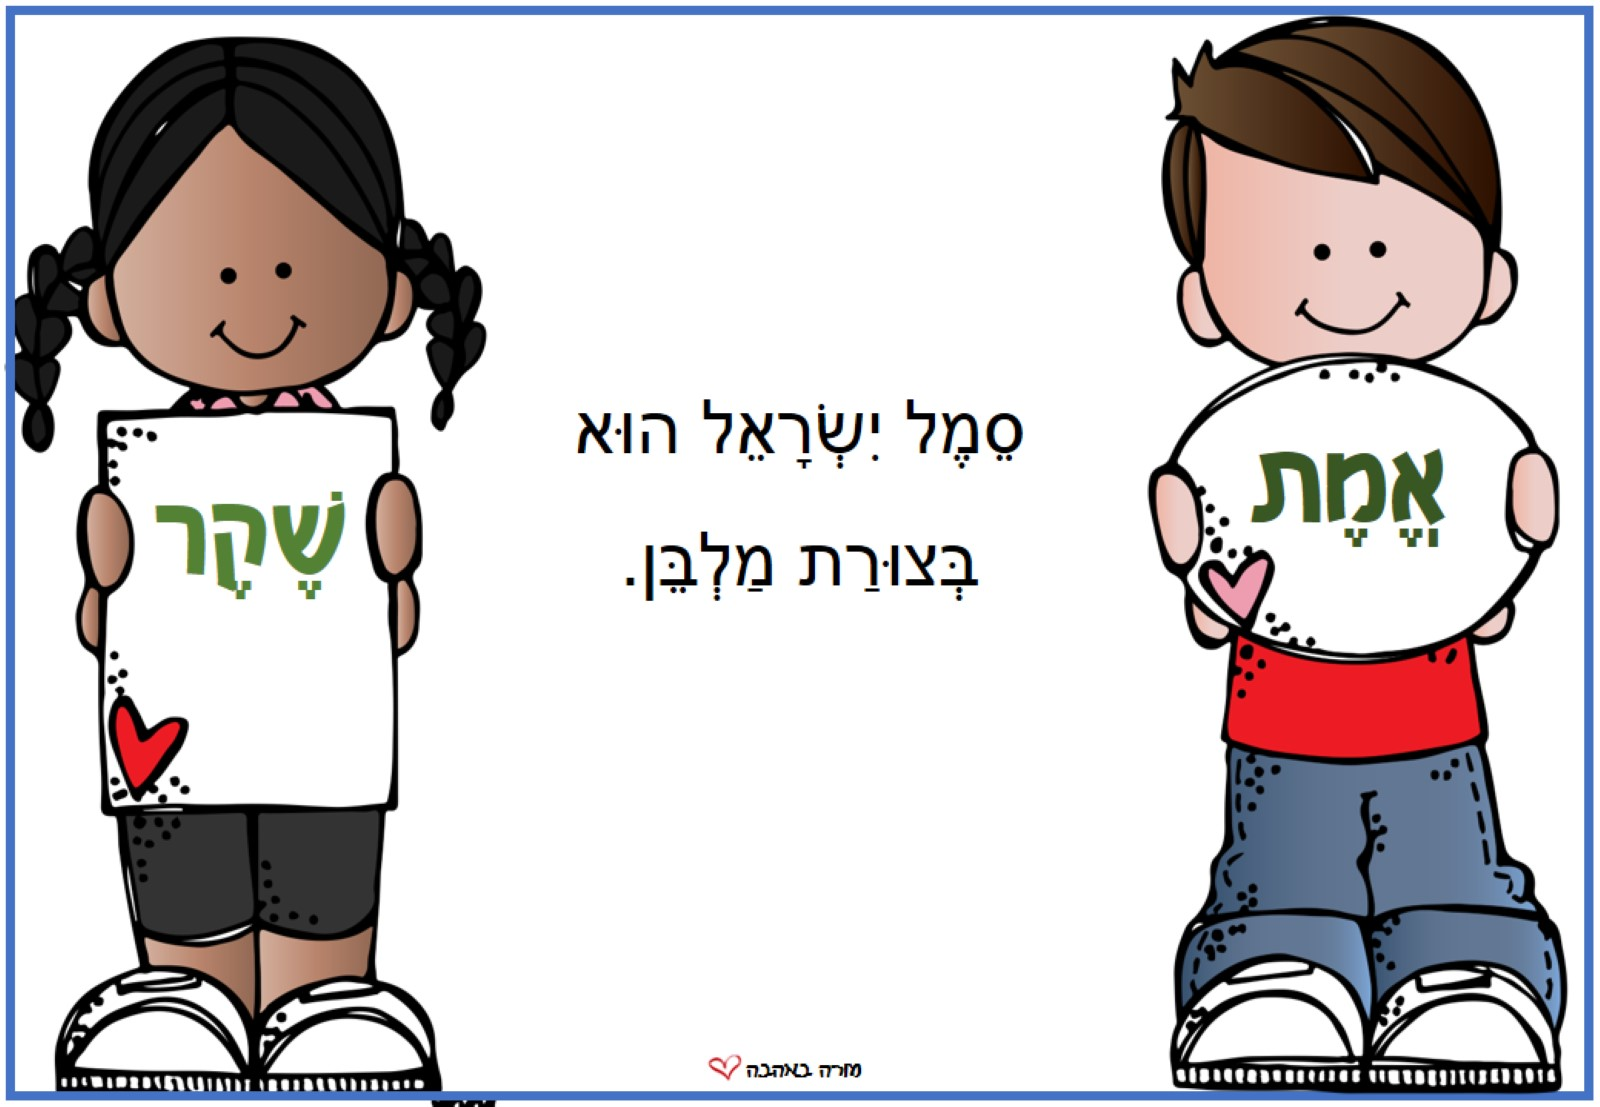 סֵמֶל יִשְׂרָאֵל הוּא
בְּצוּרַת מַלְבֵּן.
אֱמֶת
שֶׁקֶר
מורה באהבה